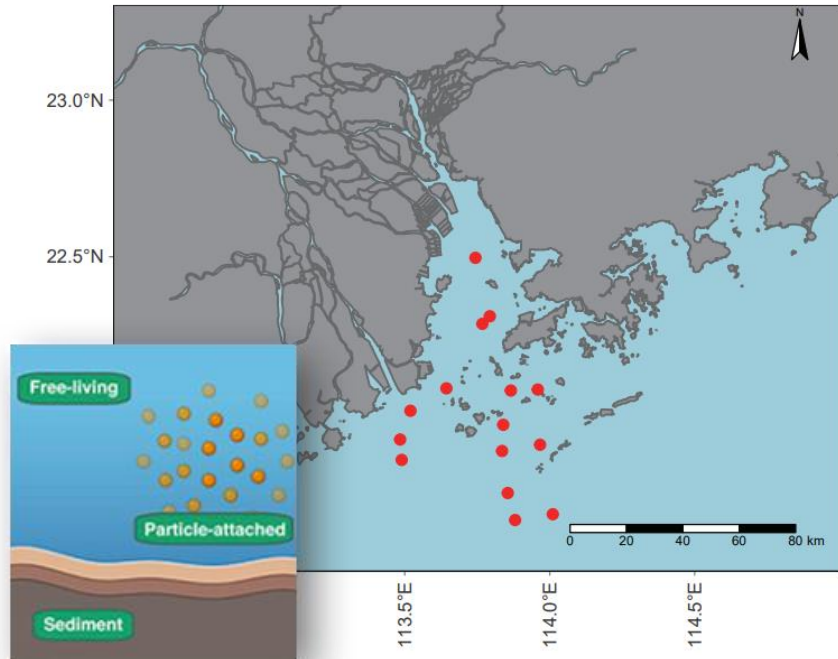 N
23.0°N
22.5°N
Free-living
Particle-attached
Sediment
0 20 40 60 80 km
113.5°E
114.0°E
114.5°E